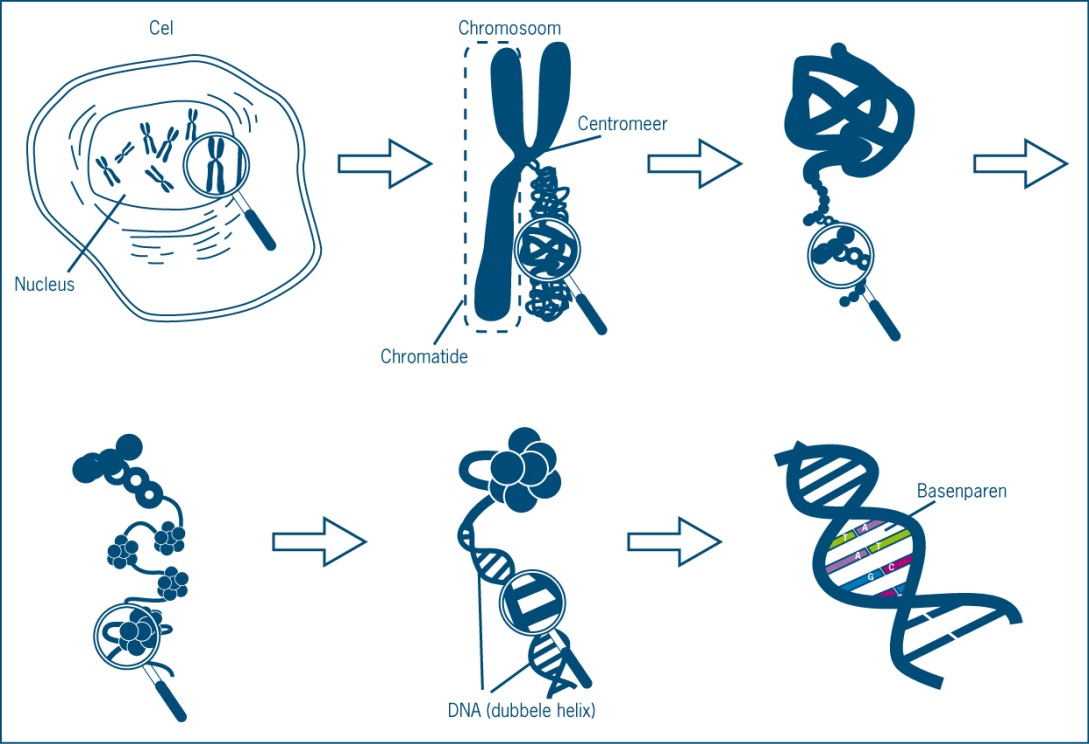 Cel
Chromosoom
Centromeer
Nucleus
Chromatide
Basenparen
T A
A T
G C
DNA (dubbele helix)